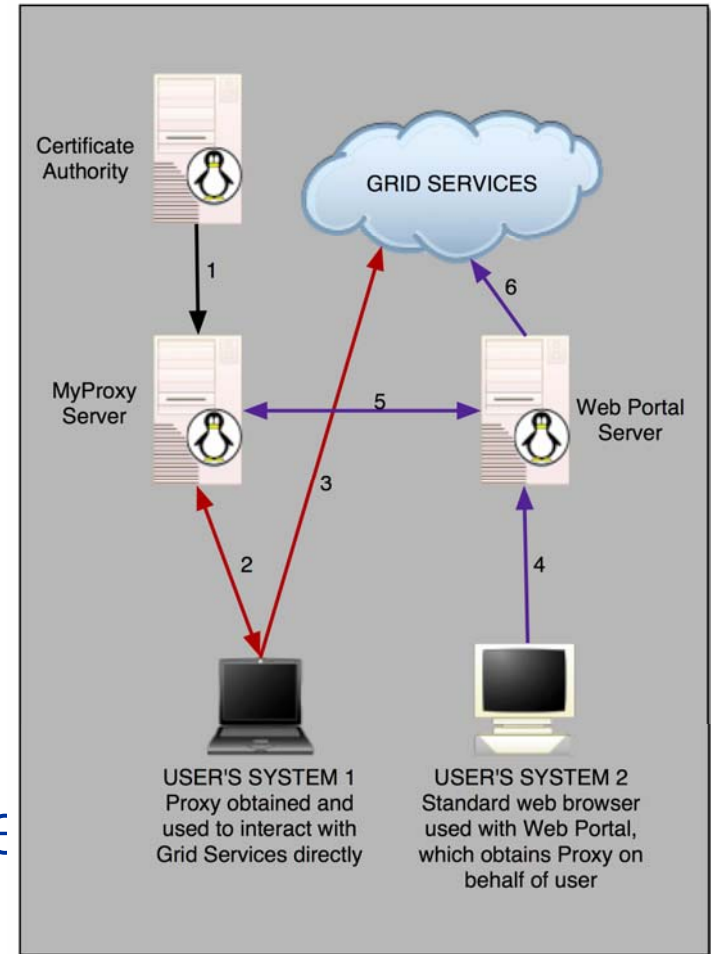 Certificate
Authority
GRID SERVICES
1
6
MyProxy
Server
5
Web Portal
Server
3
2
4
USER'S SYSTEM 1
Proxy obtained and
used to interact with
Grid Services directly
USER'S SYSTEM 2
Standard web browser
used with Web Portal,
which obtains Proxy on
behalf of user